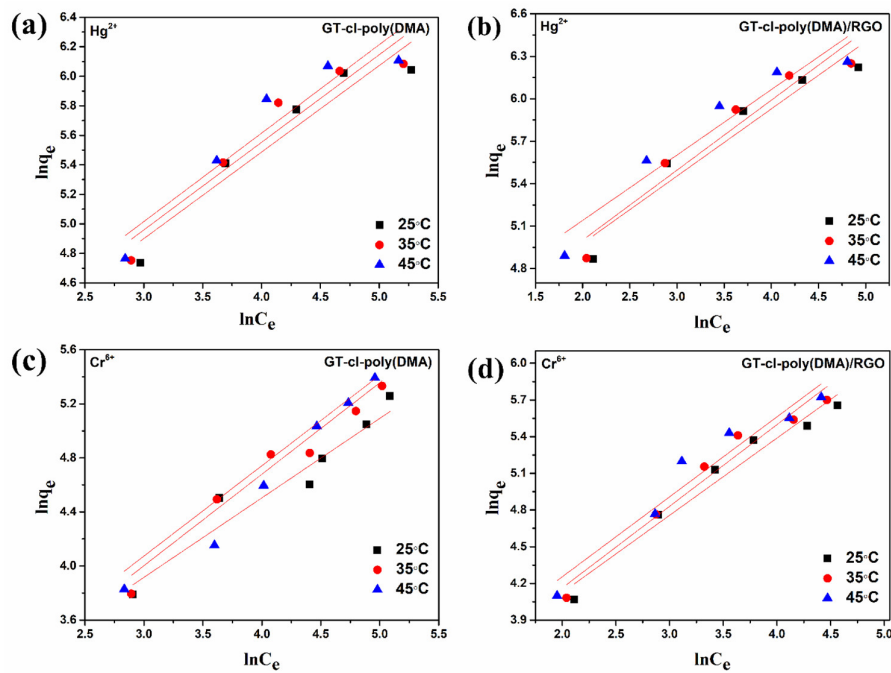 (a)
Hg2+
GT-cl-poly(DMA)
6.4
6.2
6.0
5.8
5.6
5.4
5.2
5.0
4.8
4.6
lnqe
25°C
35°C
45°C
2.5 3.0 3.5 4.0 4.5 5.0 5.5
lnCe
(b)
Hg2+
GT-cl-poly(DMA)/RGO
6.6
6.3
6.0
5.7
5.4
5.1
4.8
lnqe
25°C
35°C
45°C
1.5 2.0 2.5 3.0 3.5 4.0 4.5 5.0
lnCe
(c)
Cr6+
GT-cl-poly(DMA)
5.6
5.4
5.2
4.8
4.4
4.0
3.6
lnqe
25°C
35°C
45°C
2.5 3.0 3.5 4.0 4.5 5.0 5.5
lnCe
(d)
Cr6+
GT-cl-poly(DMA)/RGO
6.0
5.7
5.4
5.1
4.8
4.5
4.2
3.9
lnqe
25°C
35°C
45°C
2.0 2.5 3.0 3.5 4.0 4.5 5.0
lnCe